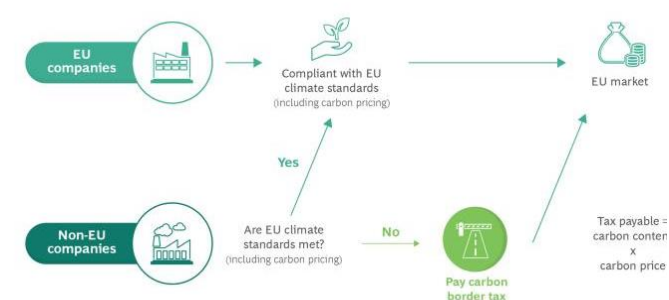 EU
companies
Compliant with EU
climate standards
(including carbon pricing)
EU market
Yes
Non-EU
companies
Are EU climate
standards met?
(including carbon pricing)
No
Pay carbon
border tax
Tax payable =
carbon conten
x
carbon price